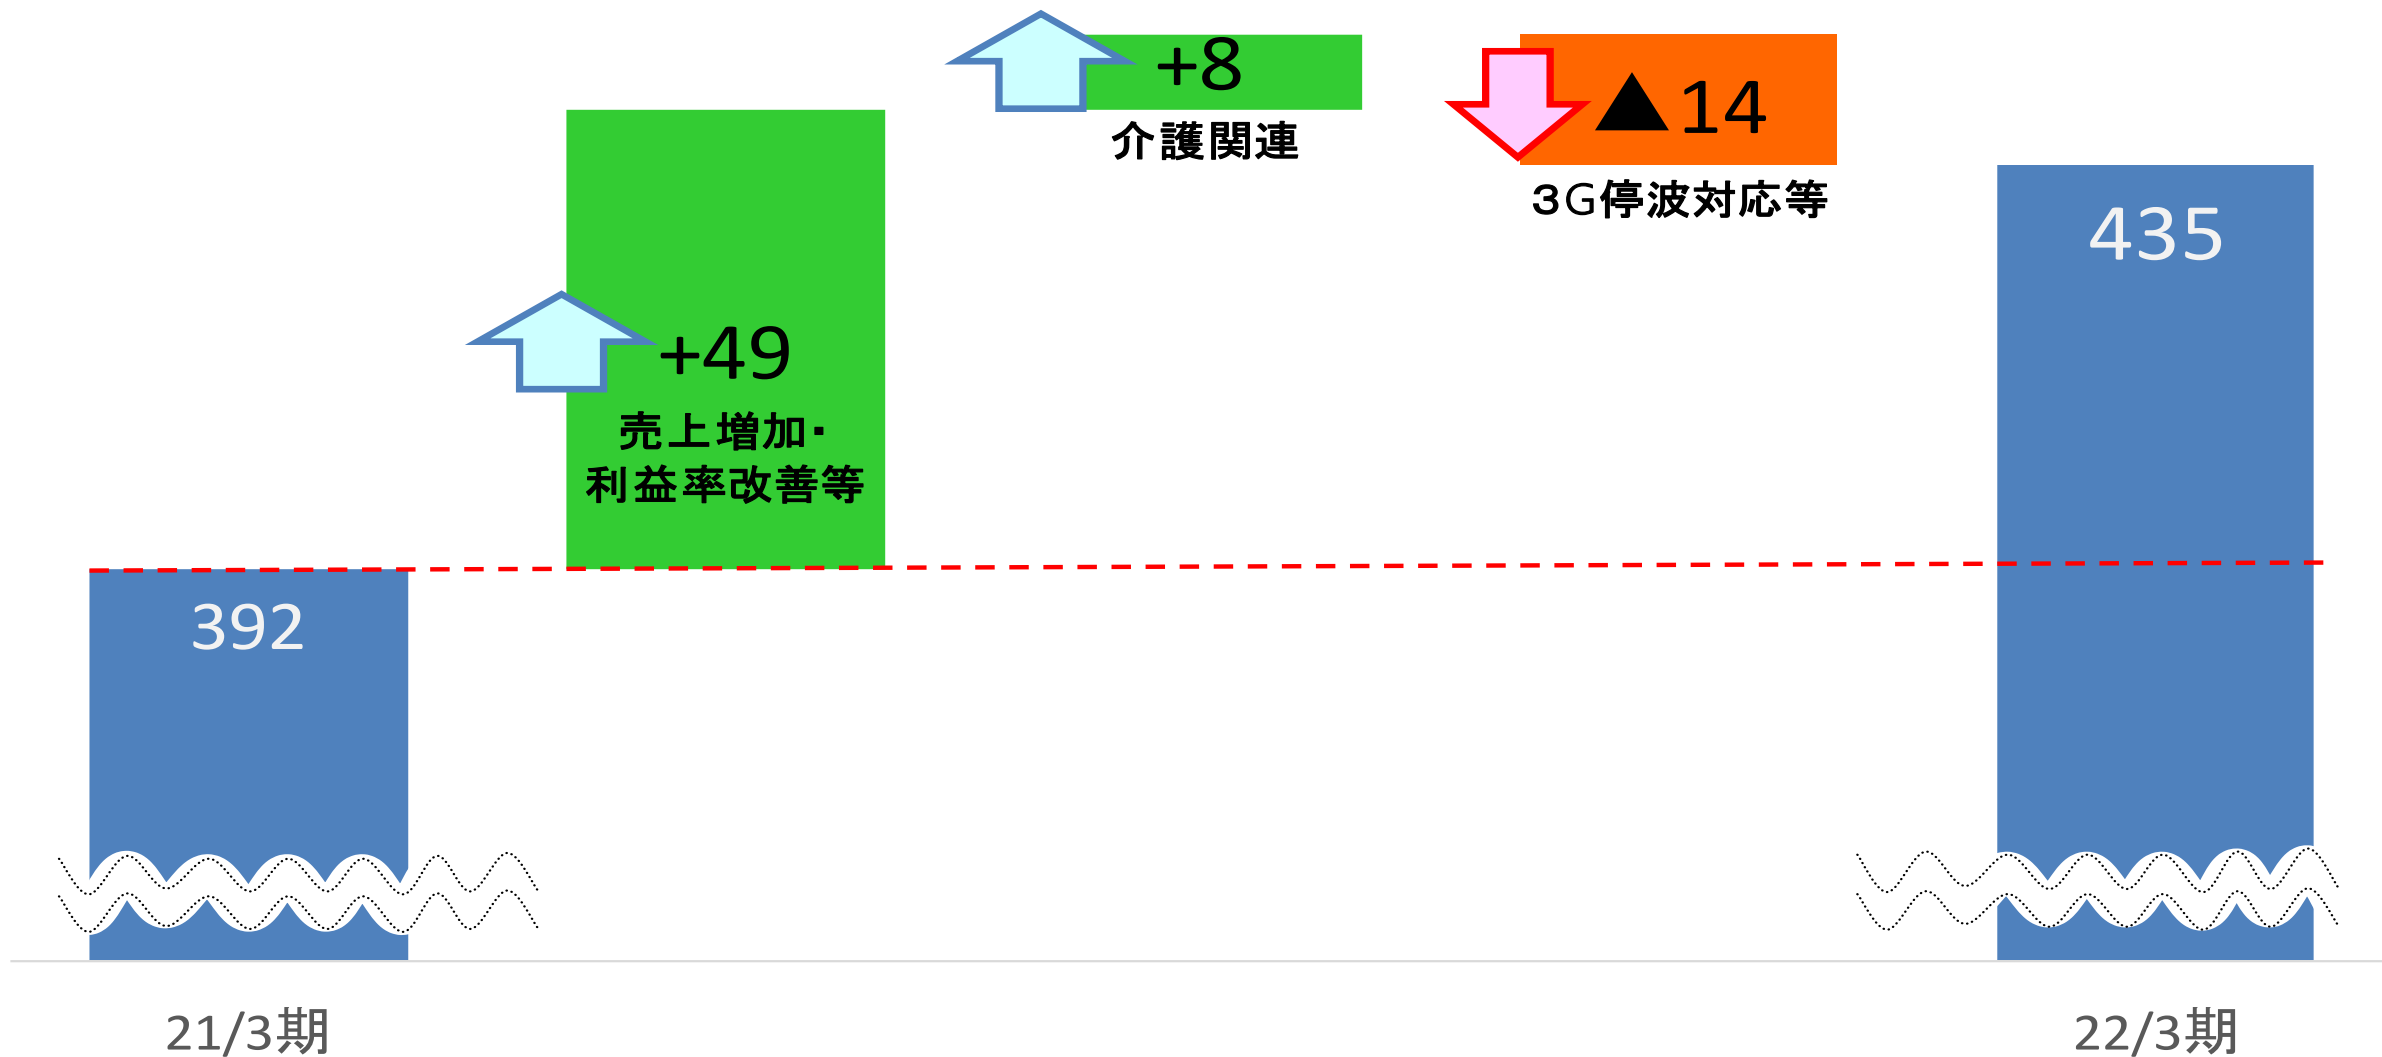 392
+49
売上増加・
利益率改善等
+8
介護関連
▲14
３G停波対応等
435
21/3期
22/3期